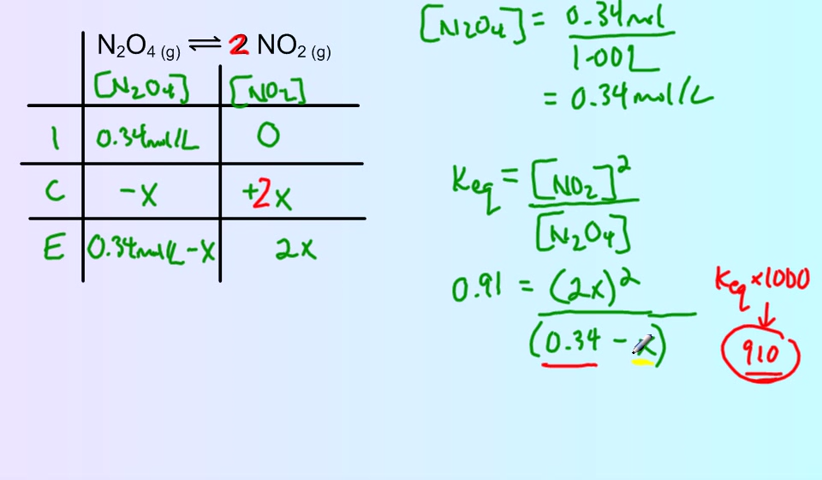 N₂O₄ (g) ⇌ 2 NO₂ (g)
[N₂O₄] [NO₂]
I 0.34mol/L 0
C -x +2x
E 0.34mol/L-x 2x
[N₂O₄] = 0.34mol
1.00L
= 0.34mol/L
Keq = [NO₂]²
[N₂O₄]
0.91 = (2x)²
(0.34 - x)
Keq×1000
↓
910